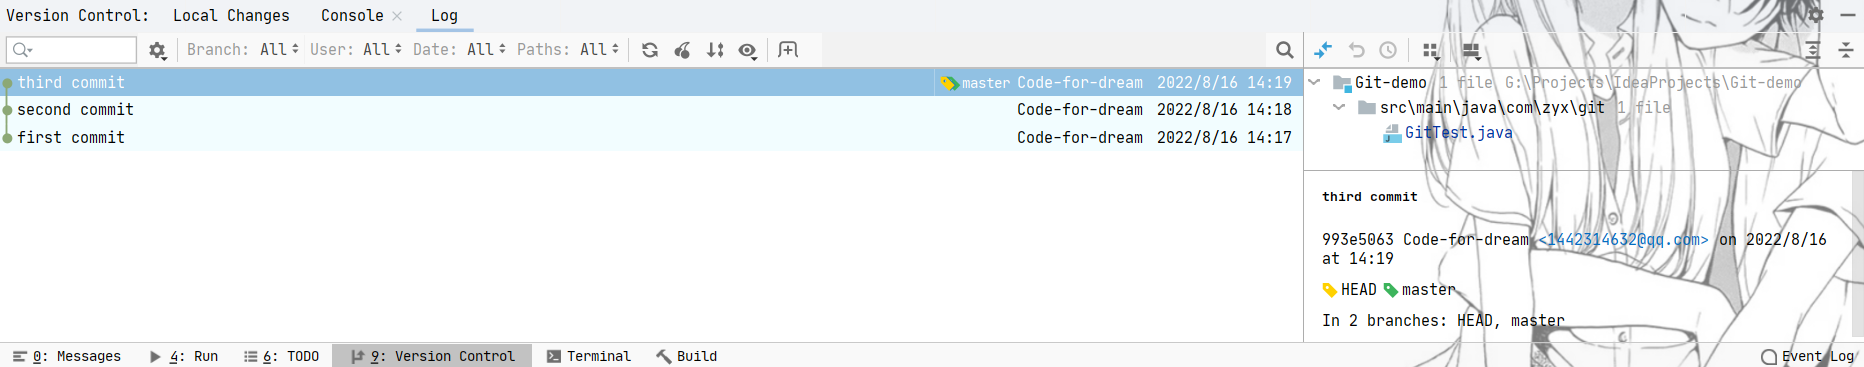 Version Control: Local Changes Console Log
Branch: All User: All Date: All Paths: All
third commit master Code-for-dream 2022/8/16 14:19
second commit Code-for-dream 2022/8/16 14:18
first commit Code-for-dream 2022/8/16 14:17
Git-demo 1 file G:\Projects\IdeaProjects\Git-demo
src\main\java\com\zyx\git 1 file
GitTest.java
third commit
993e5063 Code-for-dream <1442314632@qq.com> on 2022/8/16
at 14:19
HEAD master
In 2 branches: HEAD, master
0: Messages 4: Run 6: TODO 9: Version Control Terminal Build Event Log